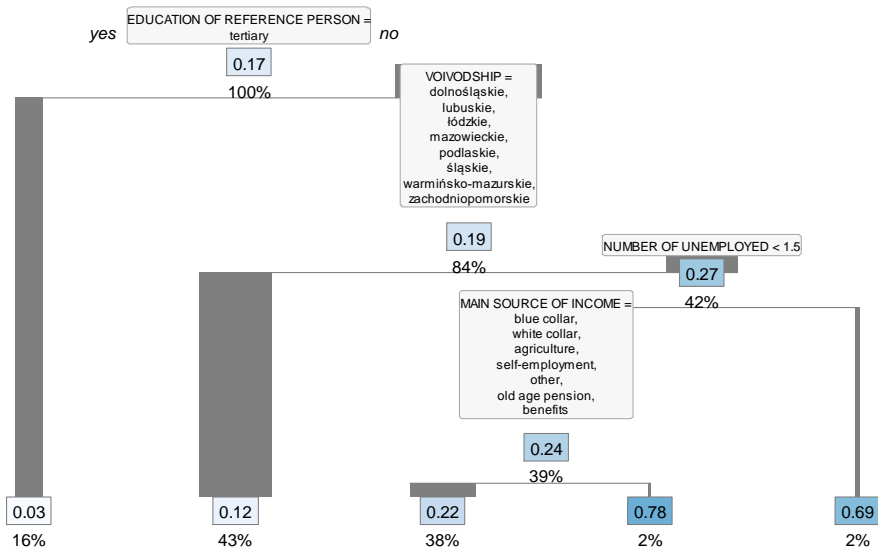 EDUCATION OF REFERENCE PERSON =
tertiary
yes
no
0.17
100%
VOIVODSHIP =
dolnośląskie,
lubuskie,
łódzkie,
mazowieckie,
podlaskie,
śląskie,
warmińsko-mazurskie,
zachodniopomorskie
0.19
84%
NUMBER OF UNEMPLOYED < 1.5
0.27
42%
MAIN SOURCE OF INCOME =
blue collar,
white collar,
agriculture,
self-employment,
other,
old age pension,
benefits
0.24
39%
0.03
0.12
0.22
0.78
0.69
16%
43%
38%
2%
2%